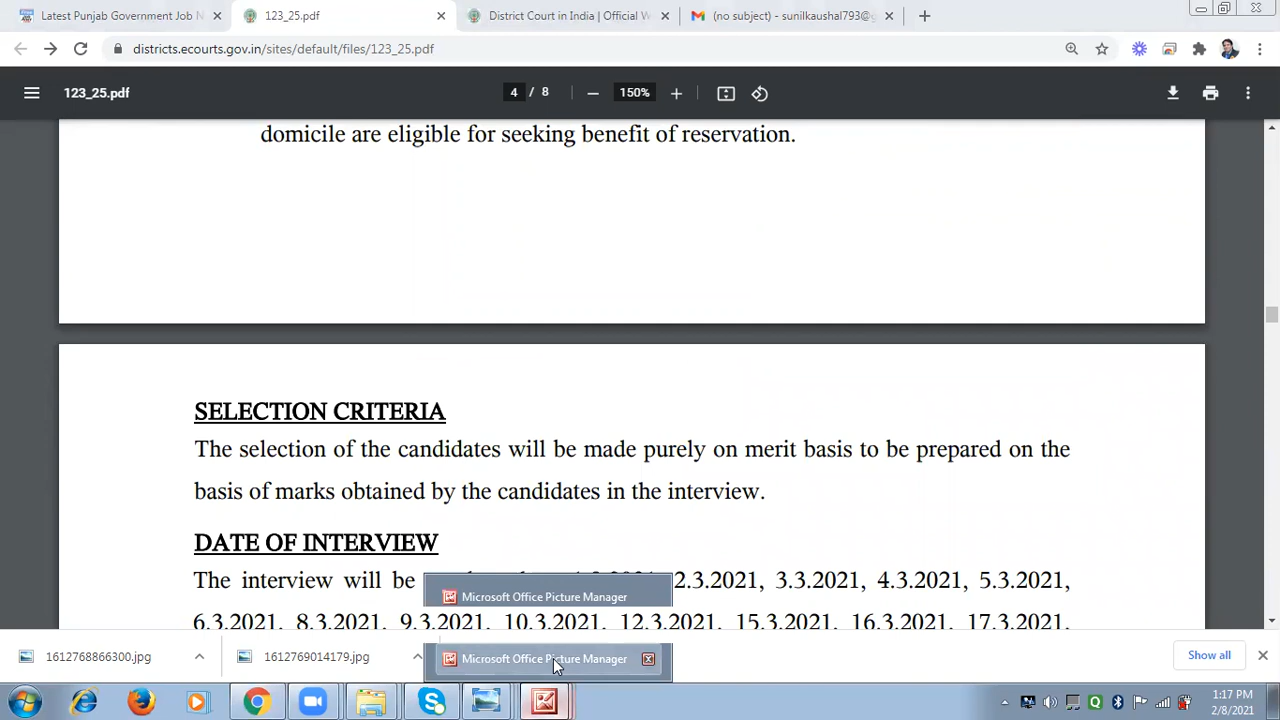 Latest Punjab Government Job N
123_25.pdf
District Court in India | Official W
(no subject) - sunilkaushal793@g
districts.ecourts.gov.in/sites/default/files/123_25.pdf
123_25.pdf
4 / 8
150%
domicile are eligible for seeking benefit of reservation.
SELECTION CRITERIA
The selection of the candidates will be made purely on merit basis to be prepared on the
basis of marks obtained by the candidates in the interview.
DATE OF INTERVIEW
The interview will be 2.3.2021, 3.3.2021, 4.3.2021, 5.3.2021,
Microsoft Office Picture Manager
6.3.2021, 8.3.2021, 9.3.2021, 10.3.2021, 12.3.2021, 15.3.2021, 16.3.2021, 17.3.2021,
Microsoft Office Picture Manager
1612768866300.jpg
1612769014179.jpg
Show all
1:17 PM
2/8/2021